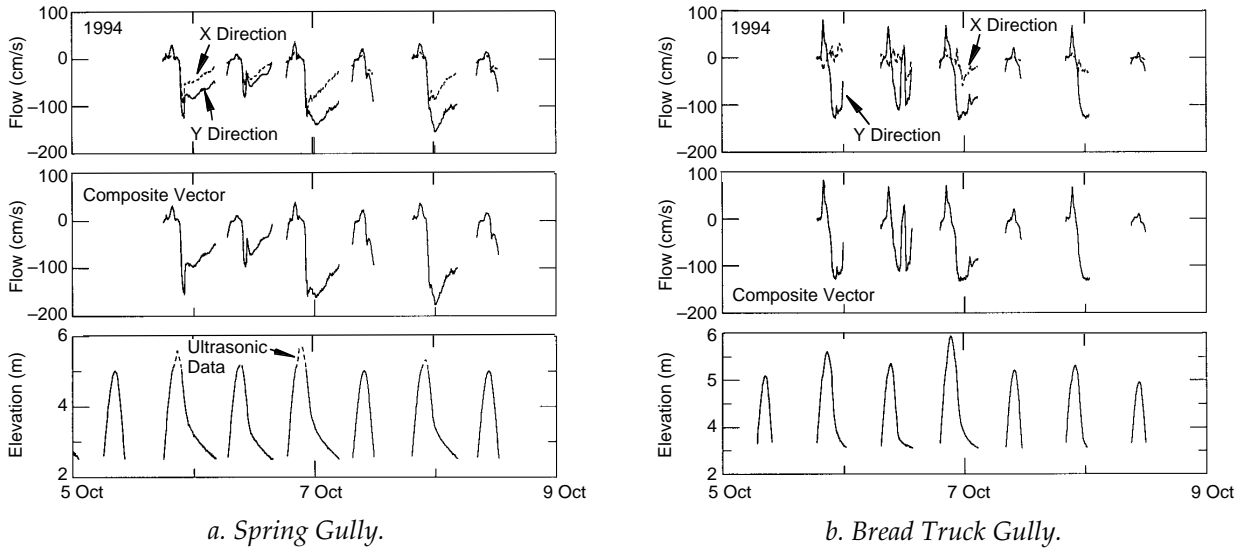 100
0
–100
–200
Flow (cm/s)
1994
X Direction
Y Direction
100
0
–100
–200
Flow (cm/s)
Composite Vector
6
4
2
Elevation (m)
Ultrasonic
Data
5 Oct
7 Oct
9 Oct
a. Spring Gully.
100
0
–100
–200
Flow (cm/s)
1994
X Direction
Y Direction
100
0
–100
–200
Flow (cm/s)
Composite Vector
6
5
4
2
Elevation (m)
5 Oct
7 Oct
9 Oct
b. Bread Truck Gully.